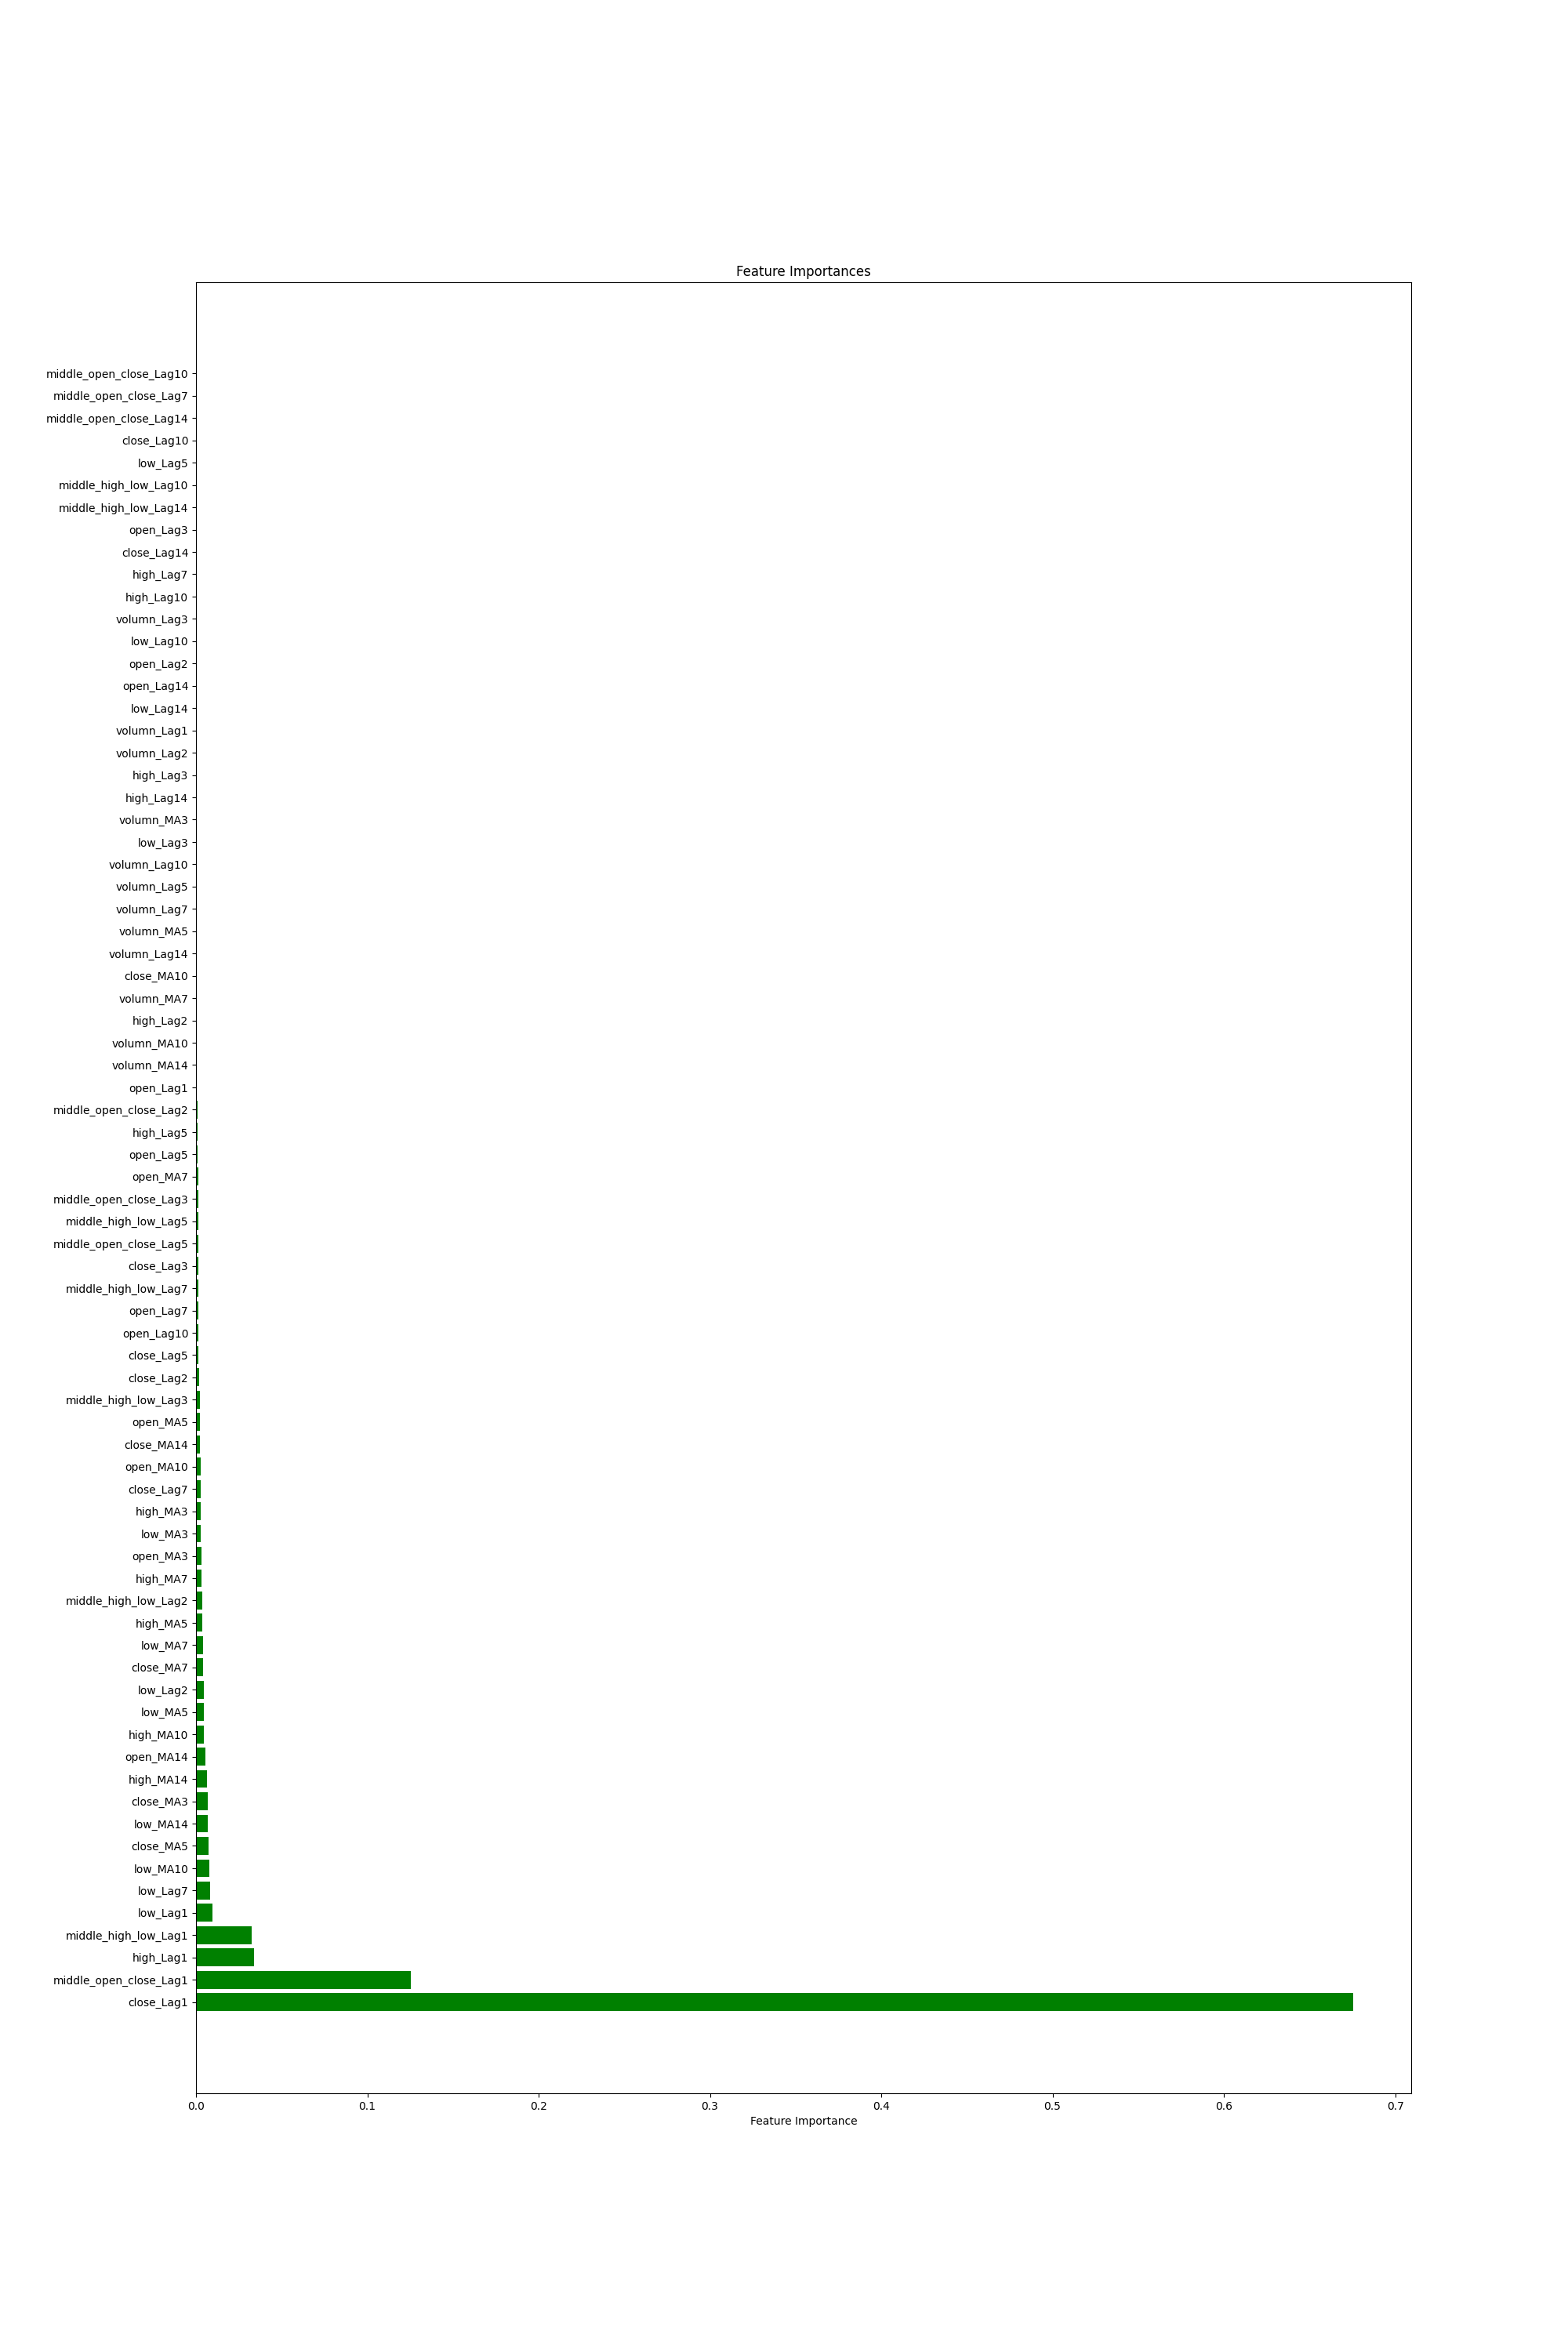 Feature Importances
middle_open_close_Lag10
middle_open_close_Lag7
middle_open_close_Lag14
close_Lag10
low_Lag5
middle_high_low_Lag10
middle_high_low_Lag14
open_Lag3
close_Lag14
high_Lag7
high_Lag10
volumn_Lag3
low_Lag10
open_Lag2
open_Lag14
low_Lag14
volumn_Lag1
volumn_Lag2
high_Lag3
high_Lag14
volumn_MA3
low_Lag3
volumn_Lag10
volumn_Lag5
volumn_Lag7
volumn_MA5
volumn_Lag14
close_MA10
volumn_MA7
high_Lag2
volumn_MA10
volumn_MA14
open_Lag1
middle_open_close_Lag2
high_Lag5
open_Lag5
open_MA7
middle_open_close_Lag3
middle_high_low_Lag5
middle_open_close_Lag5
close_Lag3
middle_high_low_Lag7
open_Lag7
open_Lag10
close_Lag5
close_Lag2
middle_high_low_Lag3
open_MA5
close_MA14
open_MA10
close_Lag7
high_MA3
low_MA3
open_MA3
high_MA7
middle_high_low_Lag2
high_MA5
low_MA7
close_MA7
low_Lag2
low_MA5
high_MA10
open_MA14
high_MA14
close_MA3
low_MA14
close_MA5
low_MA10
low_Lag7
low_Lag1
middle_high_low_Lag1
high_Lag1
middle_open_close_Lag1
close_Lag1
0.0 0.1 0.2 0.3 0.4 0.5 0.6 0.7
Feature Importance